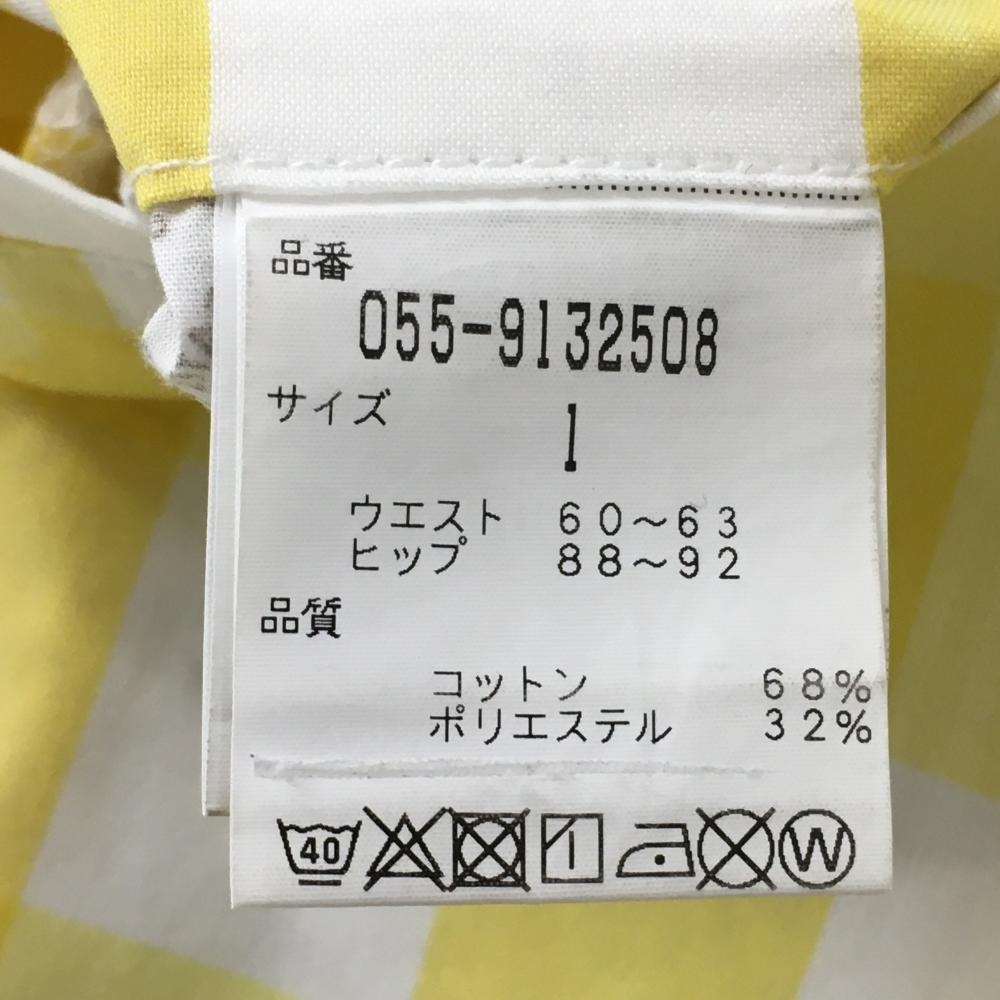 品番
055-9132508
サイズ
1
ウエスト 60~63
ヒップ 88~92
品質
コットン 68%
ポリエステル 32%
40 W